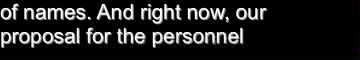 of names. And right now, our
proposal for the personnel